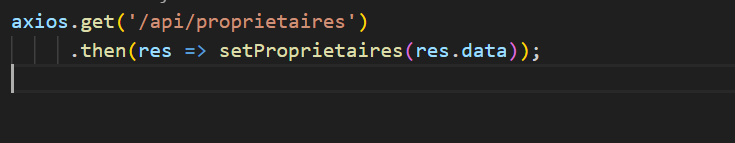 axios.get('/api/proprietaires')
.then(res => setProprietaires(res.data));